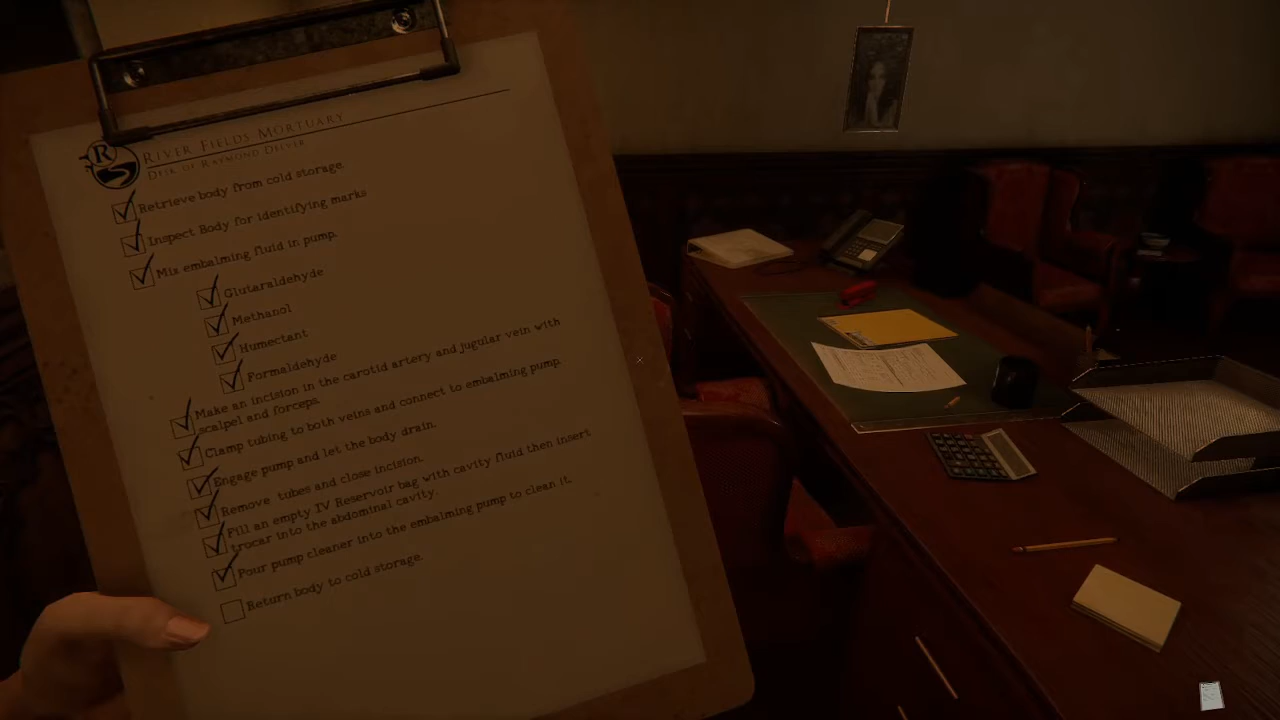 R
RIVER FIELDS MORTUARY
DESK OF RAYMOND DELVER
Retrieve body from cold storage.
Inspect Body for identifying marks
Mix embalming fluid in pump.
Glutaraldehyde
Methanol
Humectant
Formaldehyde
Make an incision in the carotid artery and jugular vein with
scalpel and forceps.
Clamp tubing to both veins and connect to embalming pump.
Engage pump and let the body drain.
Remove tubes and close incision.
Fill an empty IV Reservoir bag with cavity fluid then insert
trocar into the abdominal cavity.
Pour pump cleaner into the embalming pump to clean it.
Return body to cold storage.